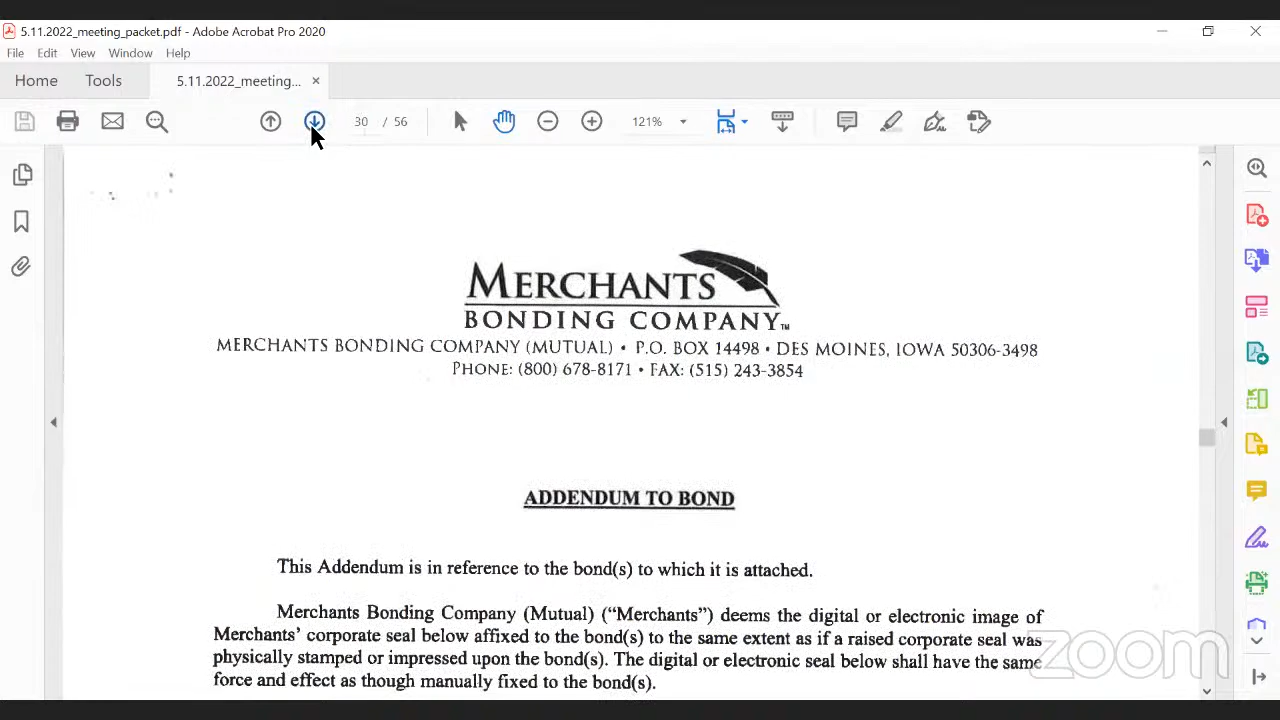 5.11.2022_meeting_packet.pdf - Adobe Acrobat Pro 2020
File Edit View Window Help
Home Tools 5.11.2022_meeting... ×
30 / 56 121%
MERCHANTS
BONDING COMPANY™
MERCHANTS BONDING COMPANY (MUTUAL) • P.O. BOX 14498 • DES MOINES, IOWA 50306-3498
PHONE: (800) 678-8171 • FAX: (515) 243-3854
ADDENDUM TO BOND
This Addendum is in reference to the bond(s) to which it is attached.
Merchants Bonding Company (Mutual) (“Merchants”) deems the digital or electronic image of
Merchants’ corporate seal below affixed to the bond(s) to the same extent as if a raised corporate seal was
physically stamped or impressed upon the bond(s). The digital or electronic seal below shall have the same
force and effect as though manually fixed to the bond(s).
zoom